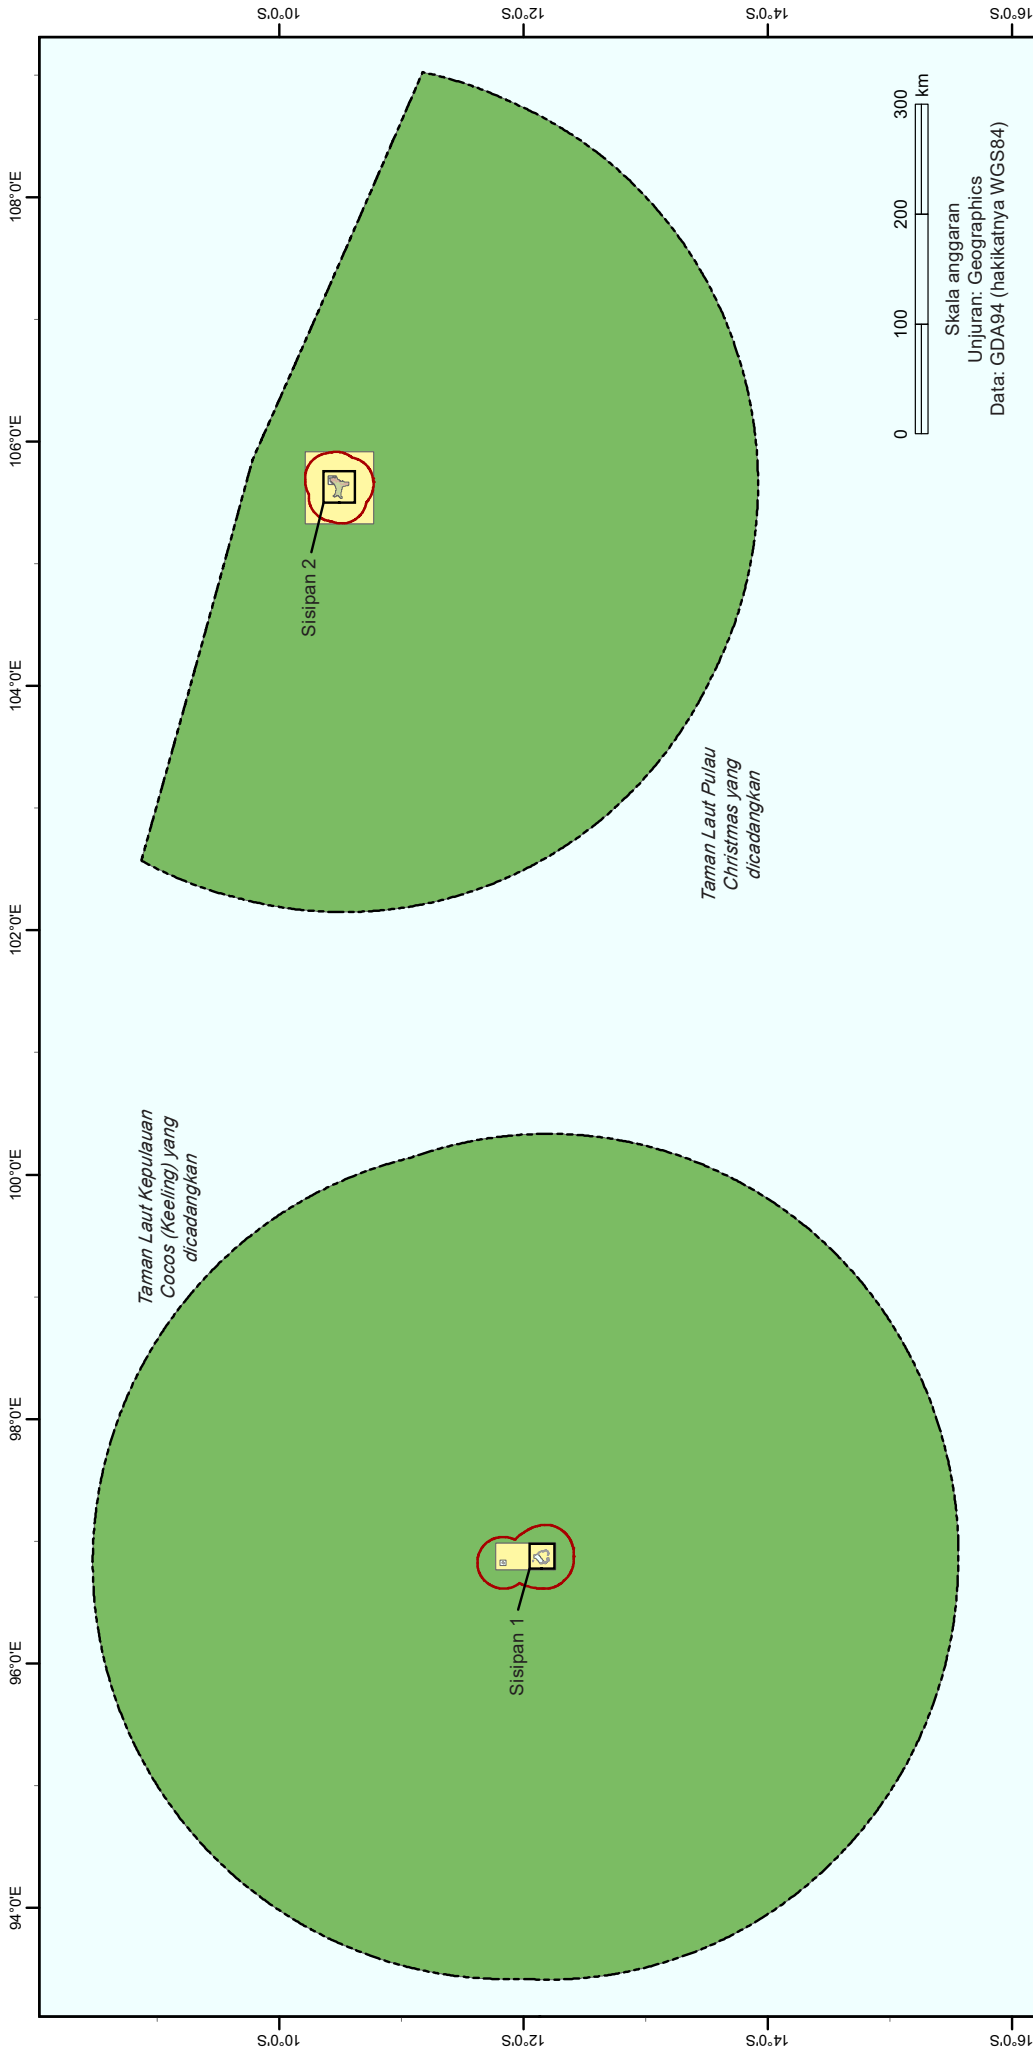 94°0'E
96°0'E
98°0'E
100°0'E
102°0'E
104°0'E
106°0'E
108°0'E
10°0'S
12°0'S
14°0'S
16°0'S
10°0'S
12°0'S
14°0'S
16°0'S
Taman Laut Kepulauan
Cocos (Keeling) yang
dicadangkan
Sisipan 1
Sisipan 2
Taman Laut Pulau
Christmas yang
dicadangkan
0
100
200
300
km
Skala anggaran
Unjuran: Geographics
Data: GDA94 (hakikatnya WGS84)